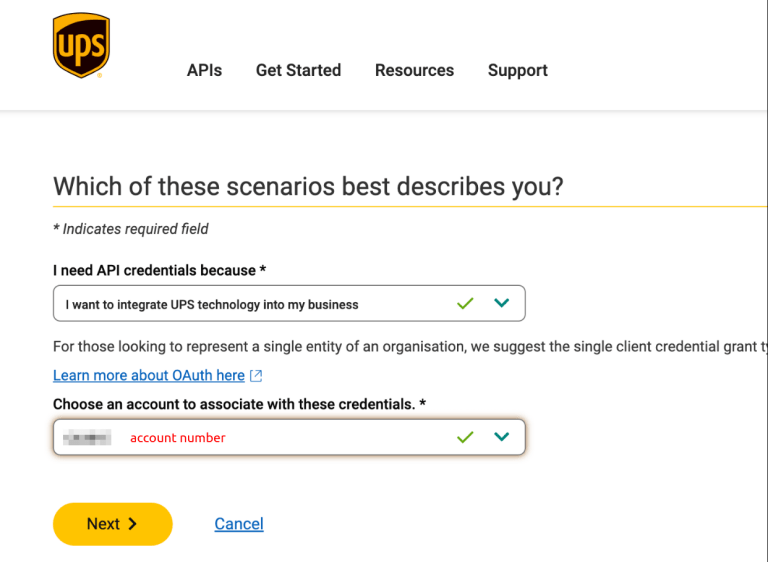 ups
APIs Get Started Resources Support
Which of these scenarios best describes you?
* Indicates required field
I need API credentials because *
I want to integrate UPS technology into my business
For those looking to represent a single entity of an organisation, we suggest the single client credential grant
Learn more about OAuth here
Choose an account to associate with these credentials. *
account number
Next
Cancel